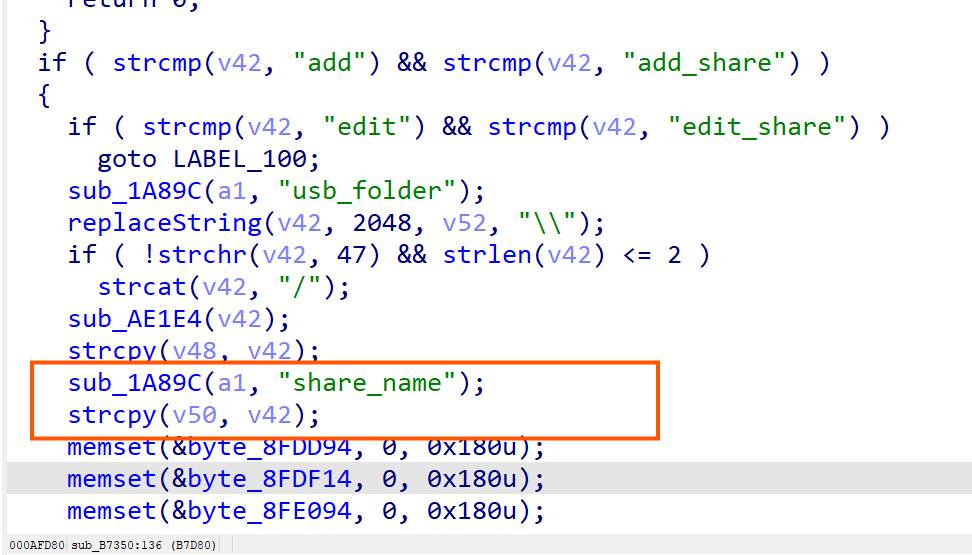 return 0;
}
if ( strcmp(v42, "add") && strcmp(v42, "add_share") )
{
if ( strcmp(v42, "edit") && strcmp(v42, "edit_share") )
goto LABEL_100;
sub_1A89C(a1, "usb_folder");
replaceString(v42, 2048, v52, "\\");
if ( !strchr(v42, 47) && strlen(v42) <= 2 )
strcat(v42, "/");
sub_AE1E4(v42);
strcpy(v48, v42);
sub_1A89C(a1, "share_name");
strcpy(v50, v42);
memset(&byte_8FDD94, 0, 0x180u);
memset(&byte_8FDF14, 0, 0x180u);
memset(&byte_8FE094, 0, 0x180u);
000AFD80 sub_B7350:136 (B7D80)